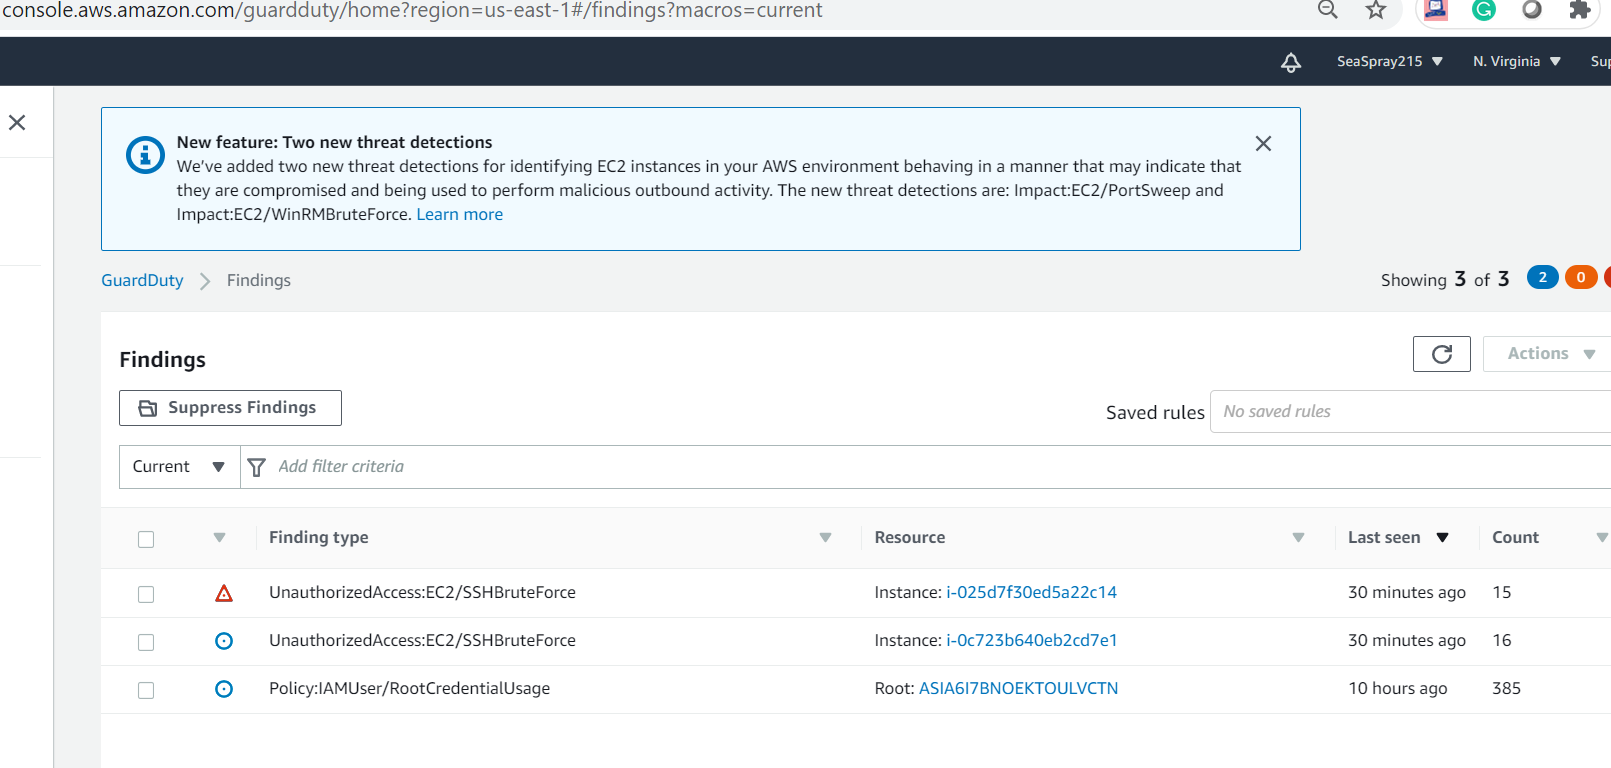 console.aws.amazon.com/guardduty/home?region=us-east-1#/findings?macros=current
SeaSpray215 N. Virginia Sup
New feature: Two new threat detections
We've added two new threat detections for identifying EC2 instances in your AWS environment behaving in a manner that may indicate that
they are compromised and being used to perform malicious outbound activity. The new threat detections are: Impact:EC2/PortSweep and
Impact:EC2/WinRMBruteForce. Learn more
GuardDuty Findings
Showing 3 of 3 2 0
Findings
Actions
Suppress Findings
Saved rules No saved rules
Current Add filter criteria
Finding type Resource Last seen Count
UnauthorizedAccess:EC2/SSHBruteForce Instance: i-025d7f30ed5a22c14 30 minutes ago 15
UnauthorizedAccess:EC2/SSHBruteForce Instance: i-0c723b640eb2cd7e1 30 minutes ago 16
Policy:IAMUser/RootCredentialUsage Root: ASIA6I7BNOEKTOULVCTN 10 hours ago 385